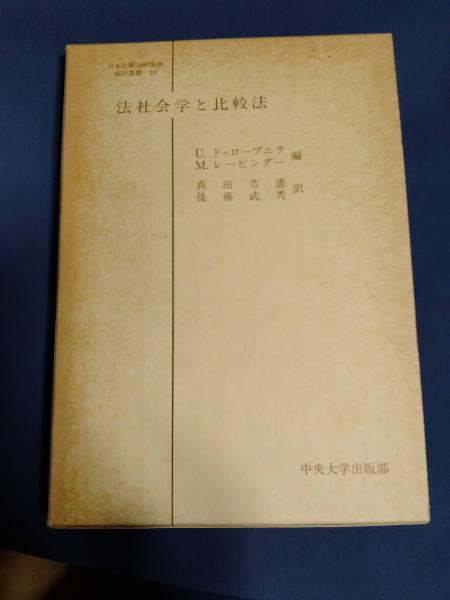 日本比較法研究所
翻訳叢書 18
法社会学と比較法
U. ドゥローブニク
M. レービンダー 編
真田芳憲
後藤武秀 訳
中央大学出版部